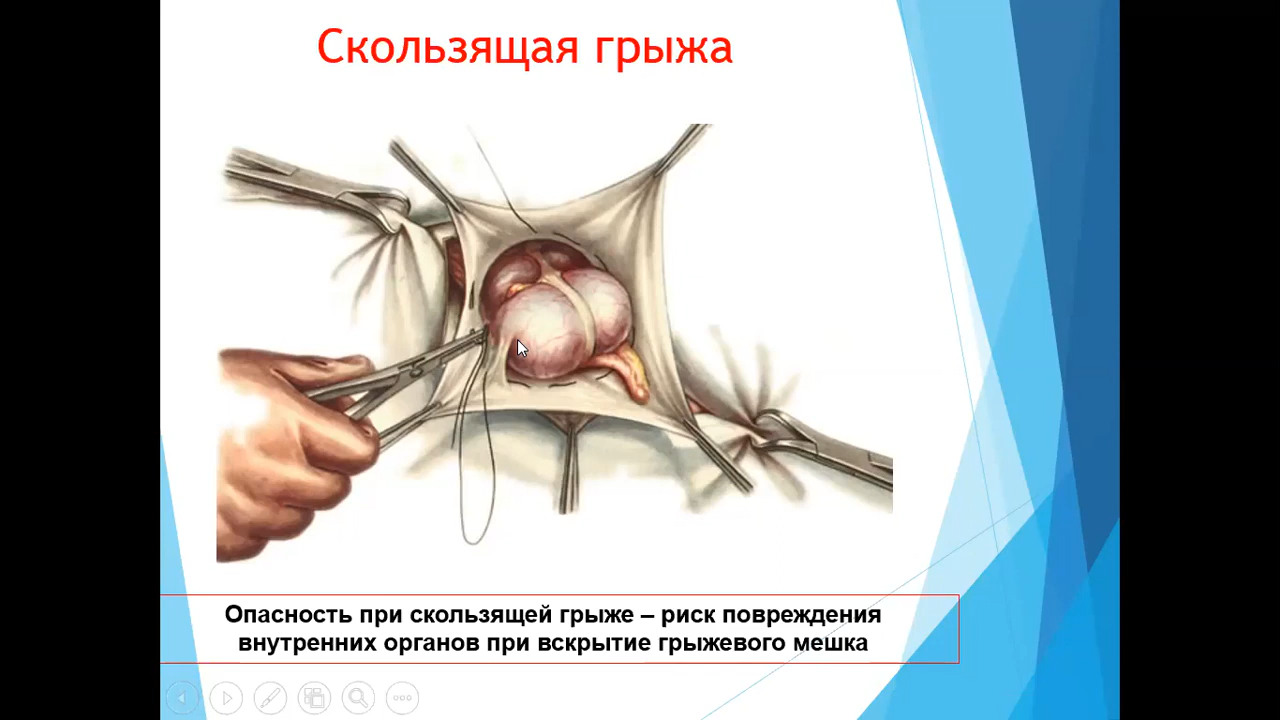 Скользящая грыжа
Опасность при скользящей грыже – риск повреждения
внутренних органов при вскрытие грыжевого мешка